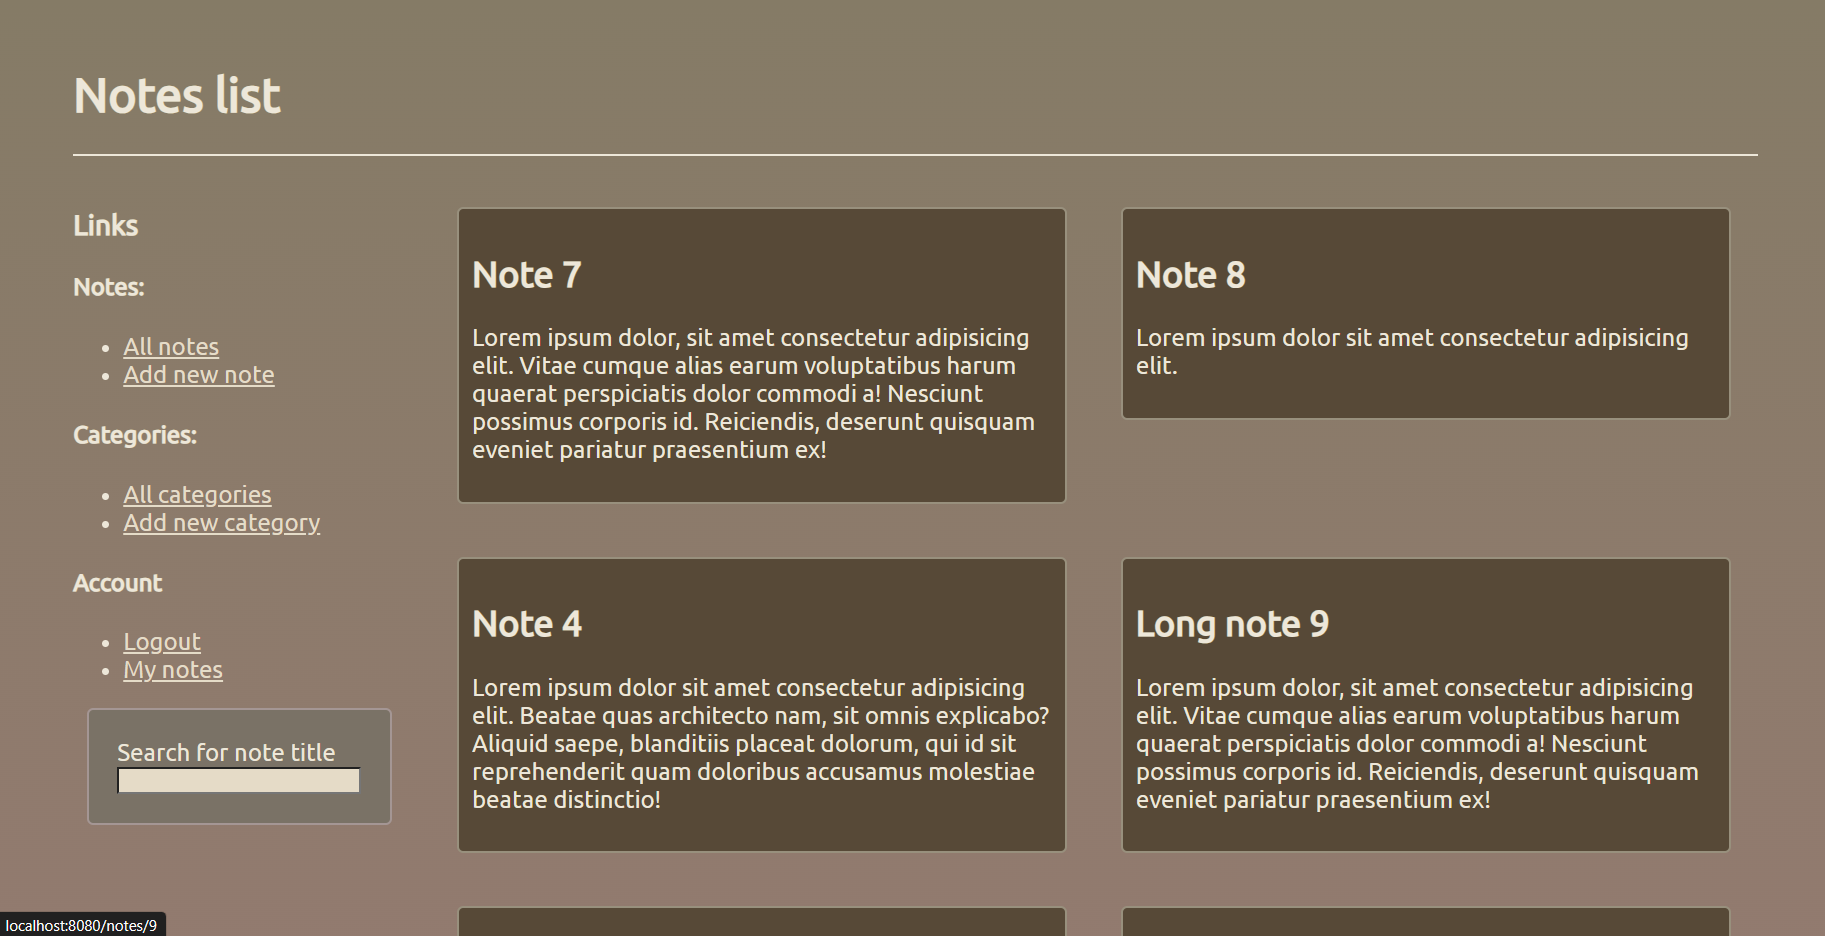 Notes list
Links
Notes:
All notes
Add new note
Categories:
All categories
Add new category
Account
Logout
My notes
Search for note title
Note 7
Lorem ipsum dolor, sit amet consectetur adipisicing
elit. Vitae cumque alias earum voluptatibus harum
quaerat perspiciatis dolor commodi a! Nesciunt
possimus corporis id. Reiciendis, deserunt quisquam
eveniet pariatur praesentium ex!
Note 8
Lorem ipsum dolor sit amet consectetur adipisicing
elit.
Note 4
Lorem ipsum dolor sit amet consectetur adipisicing
elit. Beatae quas architecto nam, sit omnis explicabo?
Aliquid saepe, blanditiis placeat dolorum, qui id sit
reprehenderit quam doloribus accusamus molestiae
beatae distinctio!
Long note 9
Lorem ipsum dolor, sit amet consectetur adipisicing
elit. Vitae cumque alias earum voluptatibus harum
quaerat perspiciatis dolor commodi a! Nesciunt
possimus corporis id. Reiciendis, deserunt quisquam
eveniet pariatur praesentium ex!
localhost:8080/notes/9